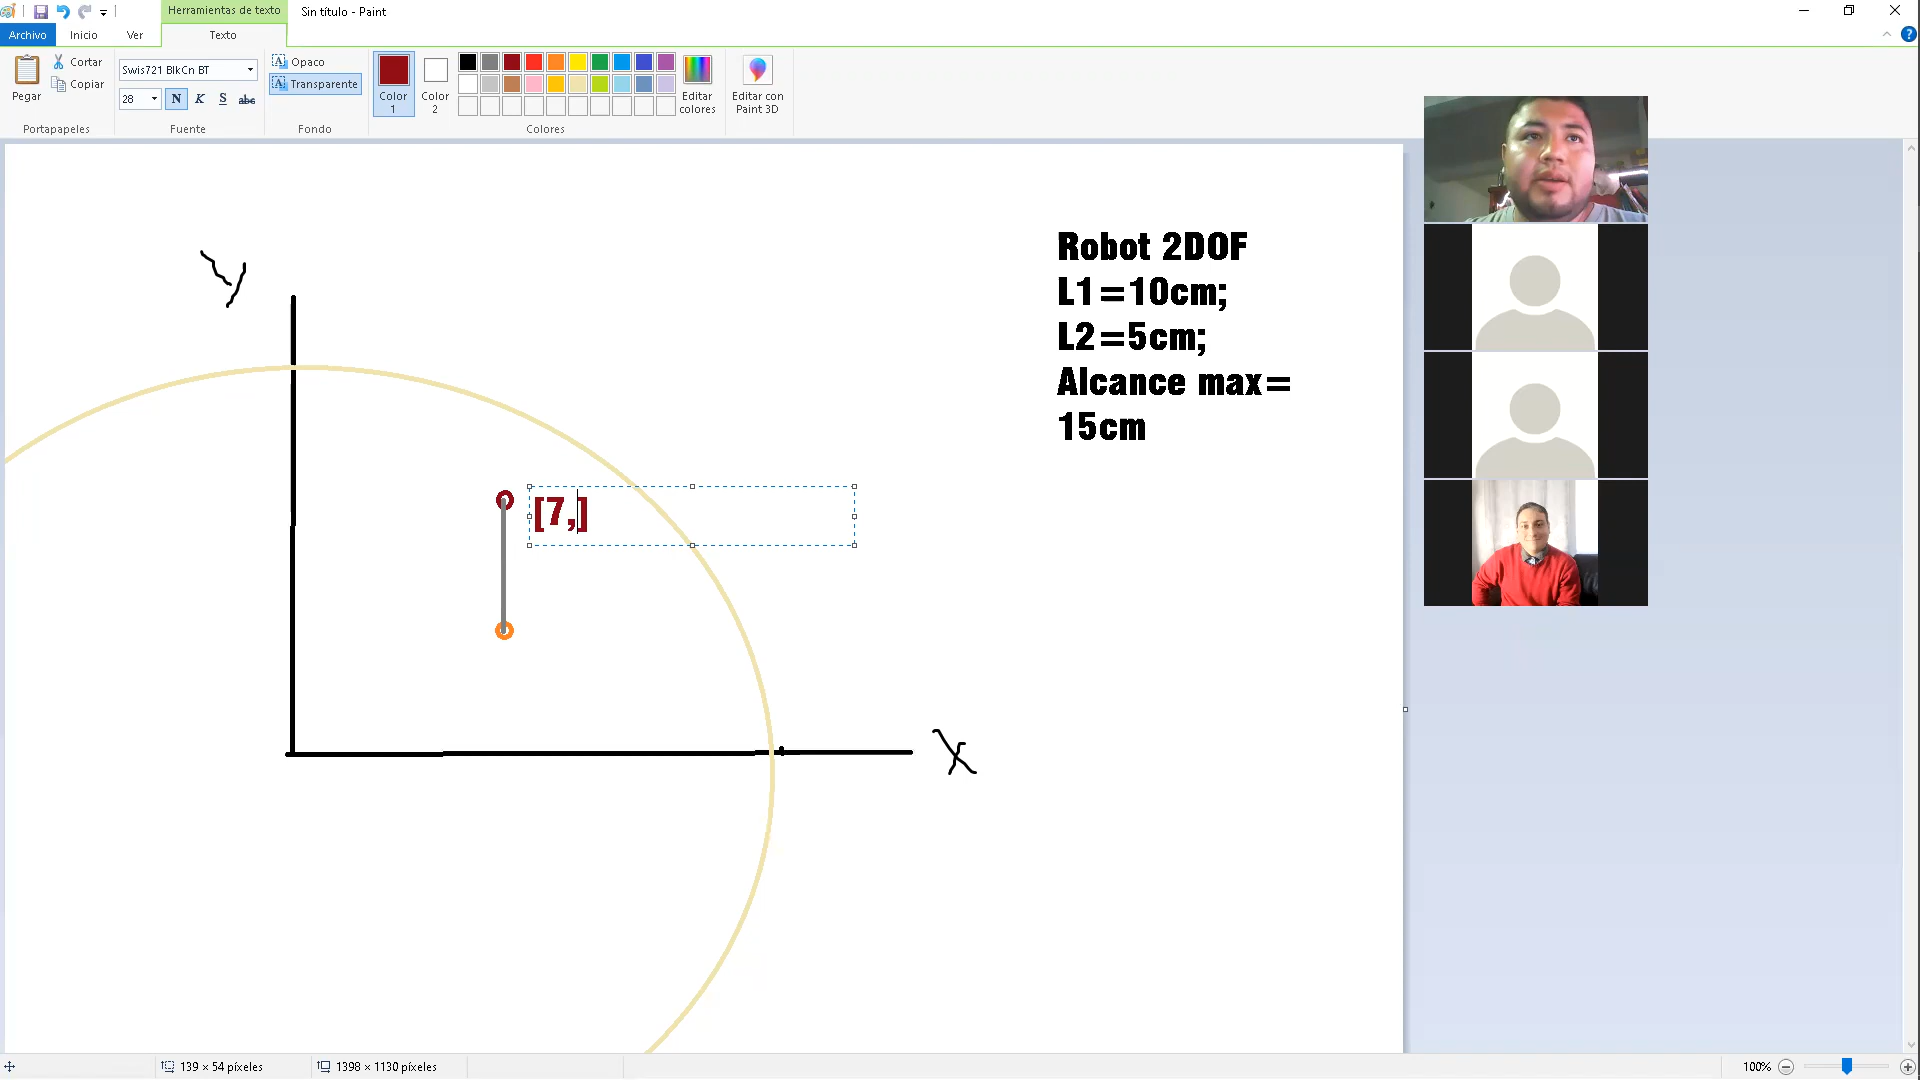 Herramientas de texto
Sin título - Paint
Archivo
Inicio
Ver
Texto
Pegar
Cortar
Copiar
Portapapeles
Swis721 BlkCn BT
28
N K S abc
Fuente
Opaco
Transparente
Fondo
Color 1
Color 2
Editar colores
Colores
Editar con Paint 3D
y
Robot 2DOF
L1=10cm;
L2=5cm;
Alcance max=
15cm
[7,]
x
139 × 54 píxeles
1398 × 1130 píxeles
100%